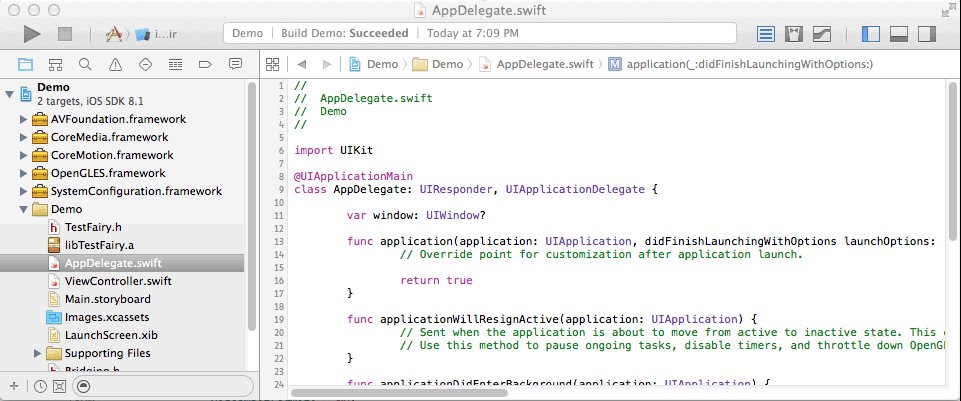 AppDelegate.swift
i...ir
Demo | Build Demo: Succeeded | Today at 7:09 PM
Demo
2 targets, iOS SDK 8.1
AVFoundation.framework
CoreMedia.framework
CoreMotion.framework
OpenGLES.framework
SystemConfiguration.framework
Demo
TestFairy.h
libTestFairy.a
AppDelegate.swift
ViewController.swift
Main.storyboard
Images.xcassets
LaunchScreen.xib
Supporting Files
Bridging.h
Demo › Demo › AppDelegate.swift › M application(_:didFinishLaunchingWithOptions:)
1 //
2 //  AppDelegate.swift
3 //  Demo
4 //
5
6 import UIKit
7
8 @UIApplicationMain
9 class AppDelegate: UIResponder, UIApplicationDelegate {
10
11 var window: UIWindow?
12
13 func application(application: UIApplication, didFinishLaunchingWithOptions launchOptions:
14 // Override point for customization after application launch.
15
16 return true
17 }
18
19 func applicationWillResignActive(application: UIApplication) {
20 // Sent when the application is about to move from active to inactive state. This
21 // Use this method to pause ongoing tasks, disable timers, and throttle down OpenGL
22 }
23
24 func applicationDidEnterBackground(application: UIApplication) {